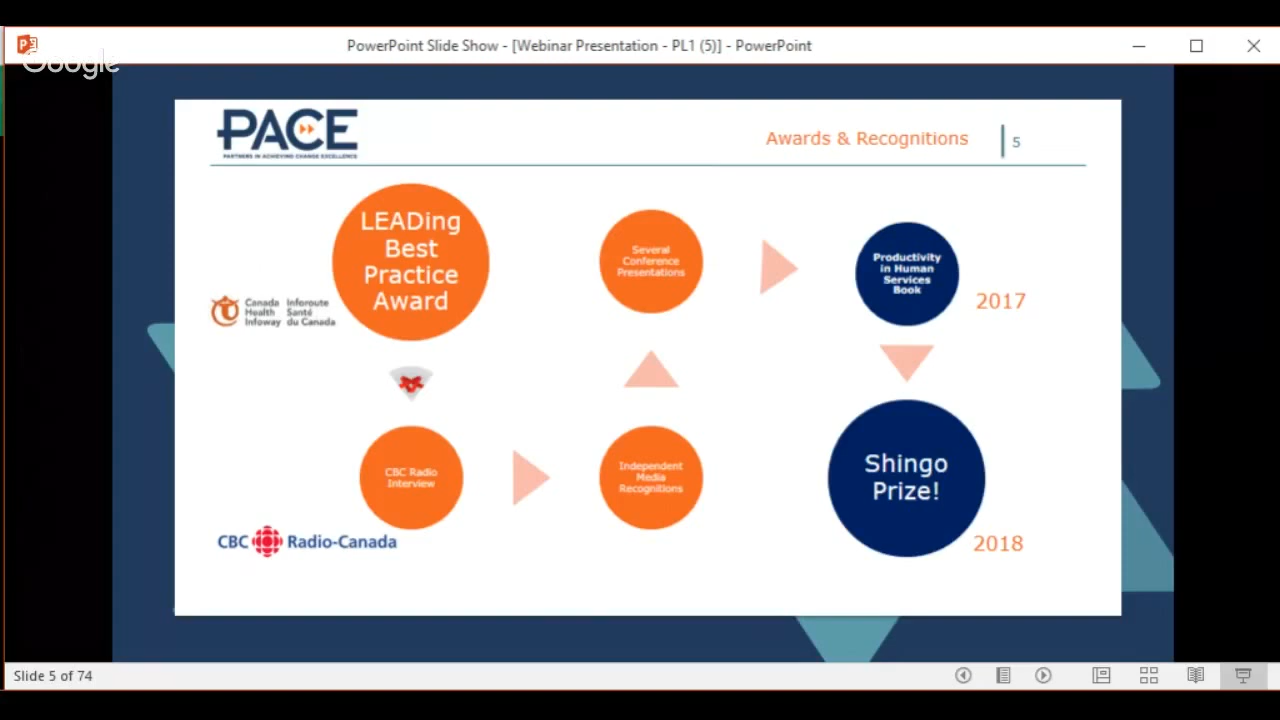 PowerPoint Slide Show - [Webinar Presentation - PL1 (5)] - PowerPoint
Google
PACE
PARTNERS IN ACHIEVING CHANGE EXCELLENCE
Awards & Recognitions
5
LEADing
Best
Practice
Award
Canada Inforoute
Health Santé
Infoway du Canada
CBC Radio
Interview
CBC Radio-Canada
Independent
Media
Recognitions
Several
Conference
Presentations
Productivity
in Human
Services
Book
2017
Shingo
Prize!
2018
Slide 5 of 74